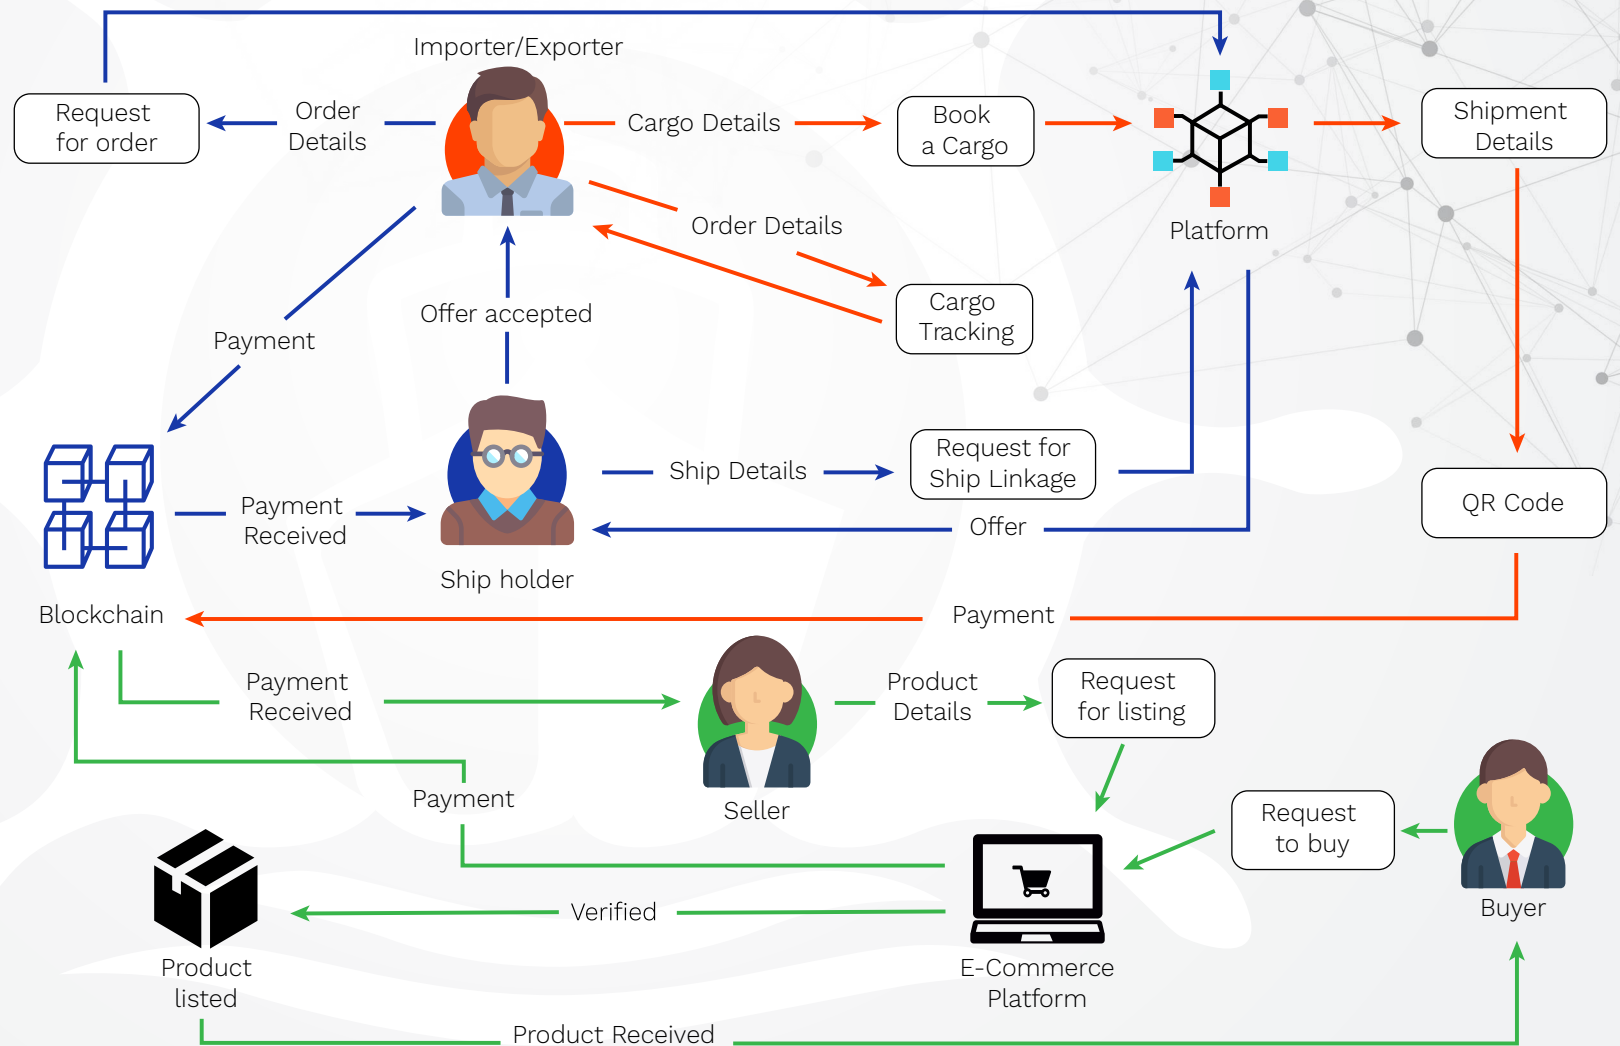 Importer/Exporter
Request
for order
Order
Details
Cargo Details
Book
a Cargo
Shipment
Details
Order Details
Platform
Cargo
Tracking
Offer accepted
Payment
Request for
Ship Linkage
Ship Details
QR Code
Payment
Received
Offer
Ship holder
Blockchain
Payment
Payment
Received
Product
Details
Request
for listing
Seller
Payment
Request
to buy
Buyer
Verified
Product
listed
E-Commerce
Platform
Product Received